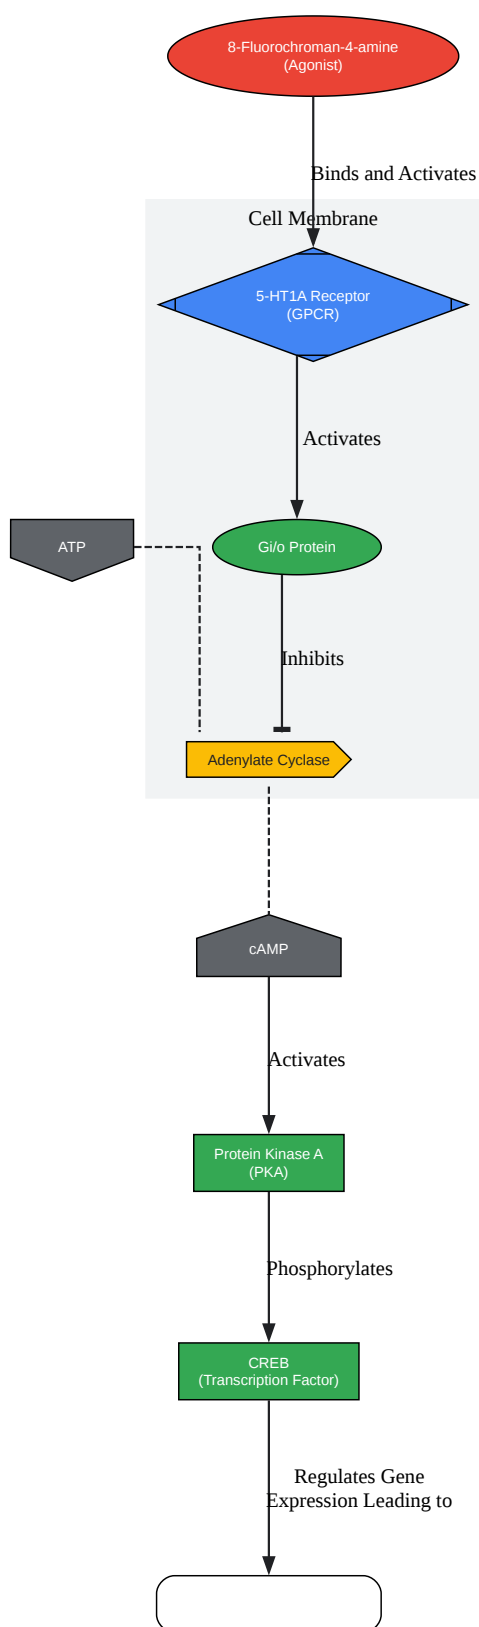 8-Fluorochroman-4-amine
(Agonist)
Binds and Activates
Cell Membrane
5-HT1A Receptor
(GPCR)
Activates
ATP
Gi/o Protein
Inhibits
Adenylate Cyclase
cAMP
Activates
Protein Kinase A
(PKA)
Phosphorylates
CREB
(Transcription Factor)
Regulates Gene
Expression Leading to